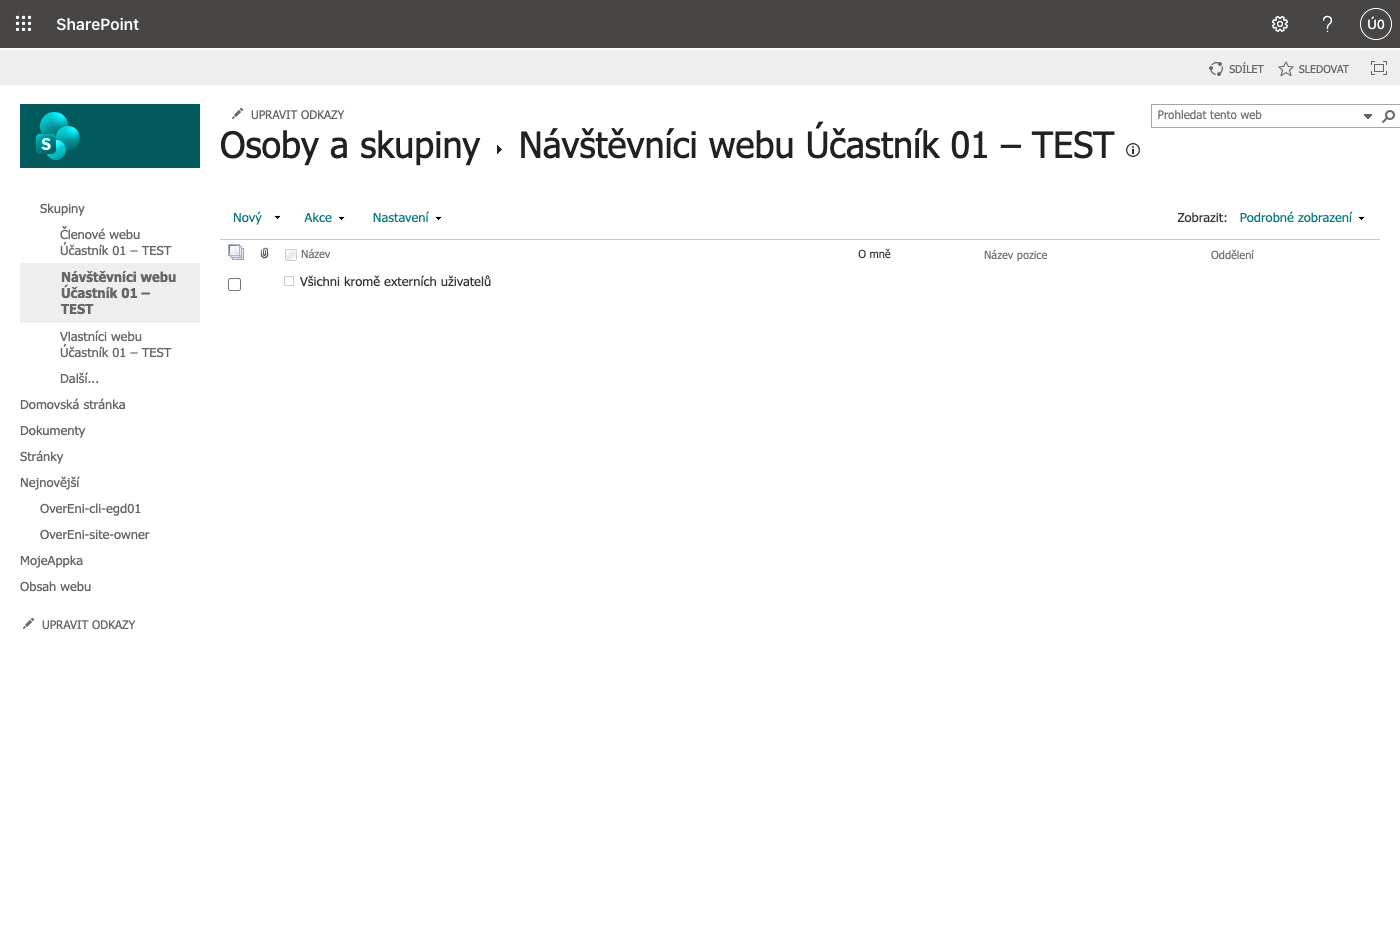 SharePoint
?
Ú0
SDÍLET
SLEDOVAT
S
UPRAVIT ODKAZY
Osoby a skupiny Návštěvníci webu Účastník 01 – TEST
Prohledat tento web
Skupiny
Členové webu
Účastník 01 – TEST
Návštěvníci webu
Účastník 01 –
TEST
Vlastníci webu
Účastník 01 – TEST
Další...
Domovská stránka
Dokumenty
Stránky
Nejnovější
OverEni-cli-egd01
OverEni-site-owner
MojeAppka
Obsah webu
UPRAVIT ODKAZY
Nový Akce Nastavení
Zobrazit: Podrobné zobrazení
Název O mně Název pozice Oddělení
Všichni kromě externích uživatelů